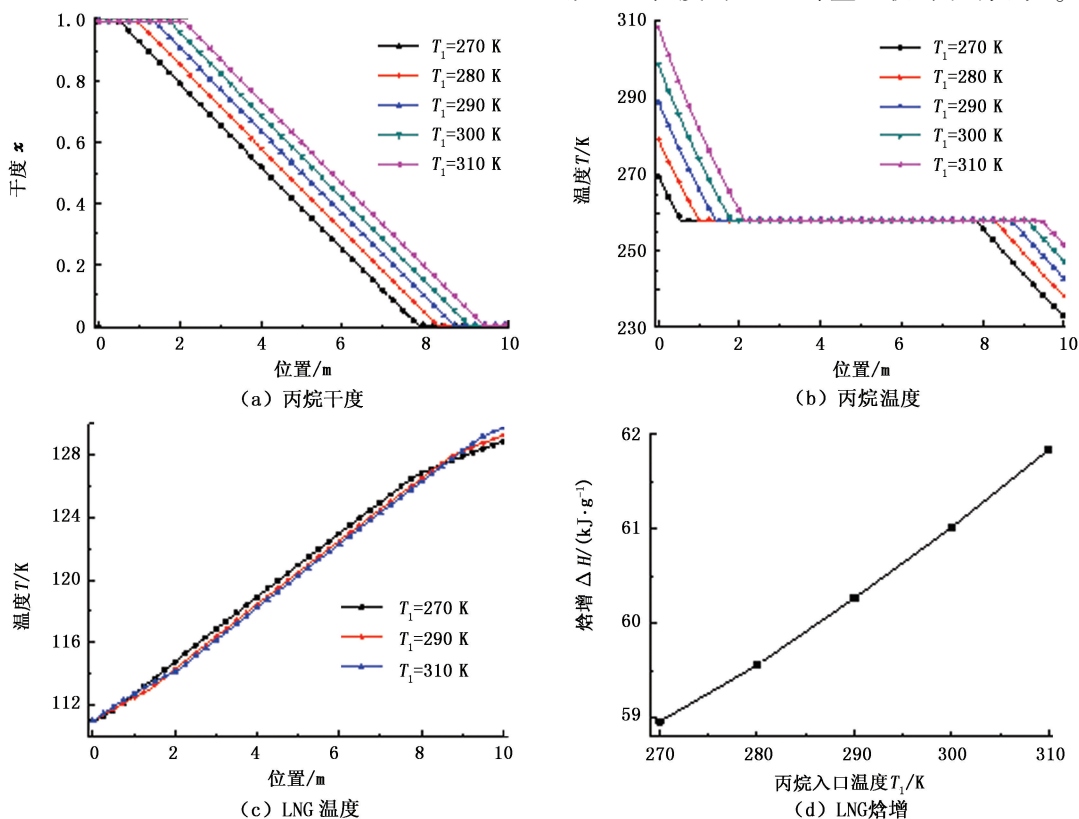 1.0
0.8
0.6
0.4
0.2
0
干度 x
T1=270 K
T1=280 K
T1=290 K
T1=300 K
T1=310 K
0 2 4 6 8 10
位置/m
(a) 丙烷干度
310
290
270
250
230
温度T/K
T1=270 K
T1=280 K
T1=290 K
T1=300 K
T1=310 K
0 2 4 6 8 10
位置/m
(b) 丙烷温度
128
124
120
116
112
温度T/K
T1=270 K
T1=290 K
T1=310 K
0 2 4 6 8 10
位置/m
(c) LNG 温度
62
61
60
59
焓增 Δ H/(kJ·g⁻¹)
270 280 290 300 310
丙烷入口温度T1/K
(d) LNG焓增